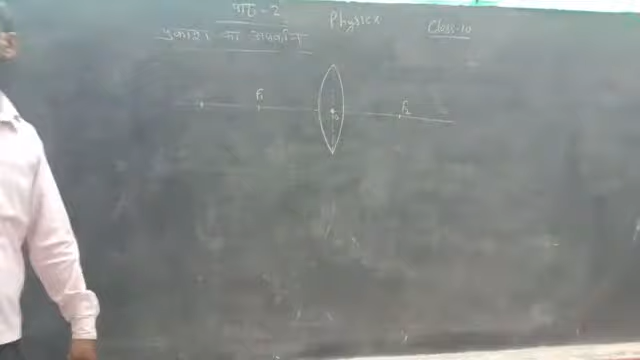 पाठ-2
Physics
Class-10
प्रकाश का अपवर्तन
F₁
F₂